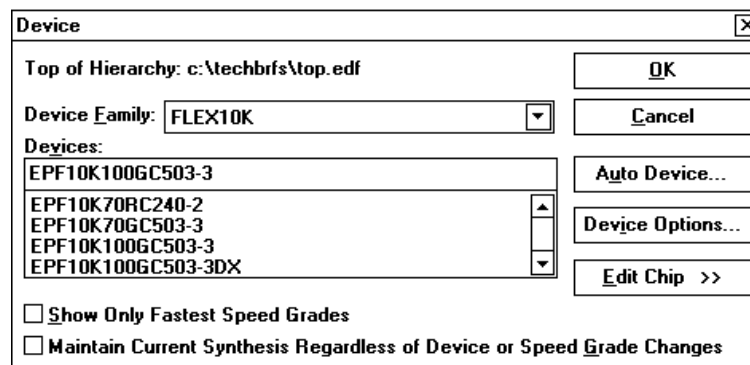 Device
Top of Hierarchy: c:\techbrfs\top.edf
OK
Device Family: FLEX10K
Cancel
Devices:
EPF10K100GC503-3
Auto Device...
EPF10K70RC240-2
EPF10K70GC503-3
EPF10K100GC503-3
EPF10K100GC503-3DX
Device Options...
Edit Chip >>
Show Only Fastest Speed Grades
Maintain Current Synthesis Regardless of Device or Speed Grade Changes